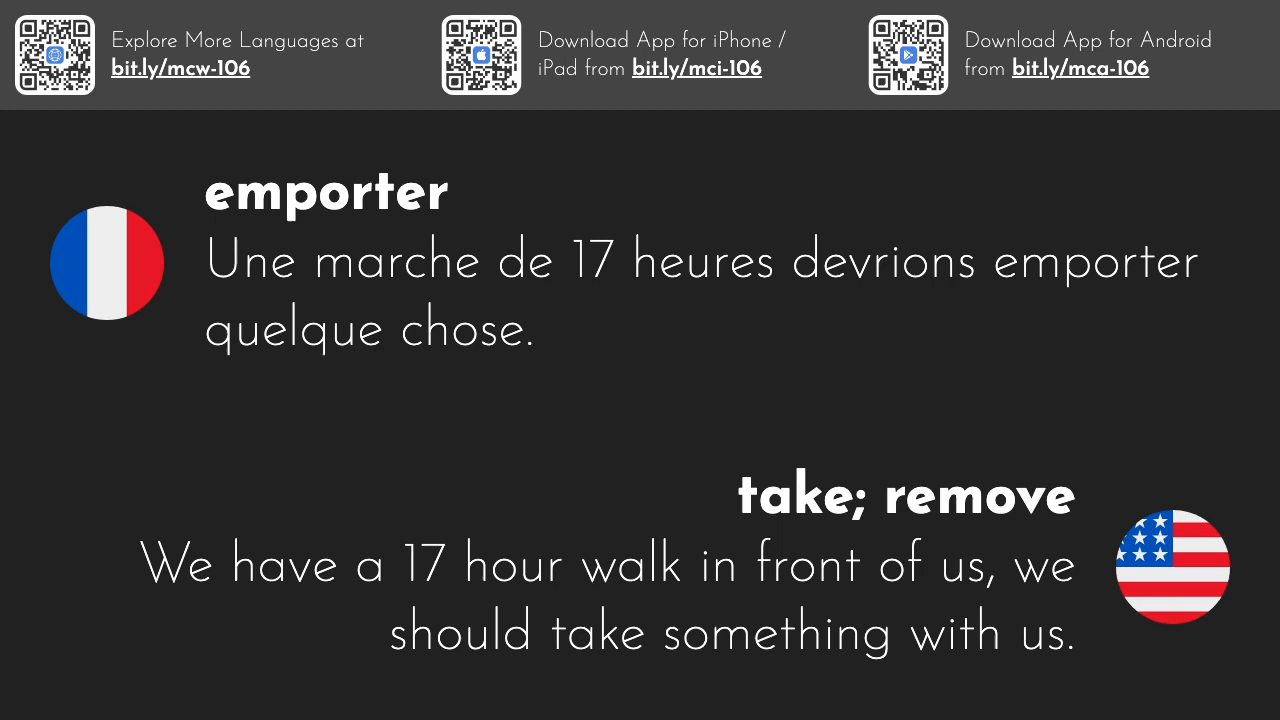 Explore More Languages at
bit.ly/mcw-106
Download App for iPhone /
iPad from bit.ly/mci-106
Download App for Android
from bit.ly/mca-106
emporter
Une marche de 17 heures devrions emporter
quelque chose.
take; remove
We have a 17 hour walk in front of us, we
should take something with us.